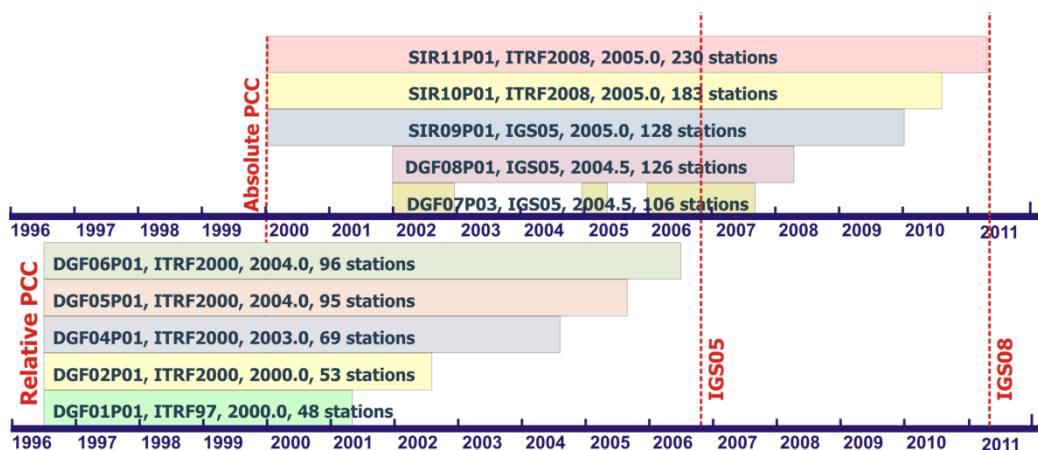 Absolute PCC
SIR11P01, ITRF2008, 2005.0, 230 stations
SIR10P01, ITRF2008, 2005.0, 183 stations
SIR09P01, IGS05, 2005.0, 128 stations
DGF08P01, IGS05, 2004.5, 126 stations
DGF07P03, IGS05, 2004.5, 106 stations
1996 1997 1998 1999 2000 2001 2002 2003 2004 2005 2006 2007 2008 2009 2010 2011
Relative PCC
DGF06P01, ITRF2000, 2004.0, 96 stations
DGF05P01, ITRF2000, 2004.0, 95 stations
DGF04P01, ITRF2000, 2003.0, 69 stations
DGF02P01, ITRF2000, 2000.0, 53 stations
DGF01P01, ITRF97, 2000.0, 48 stations
IGS05
IGS08
1996 1997 1998 1999 2000 2001 2002 2003 2004 2005 2006 2007 2008 2009 2010 2011